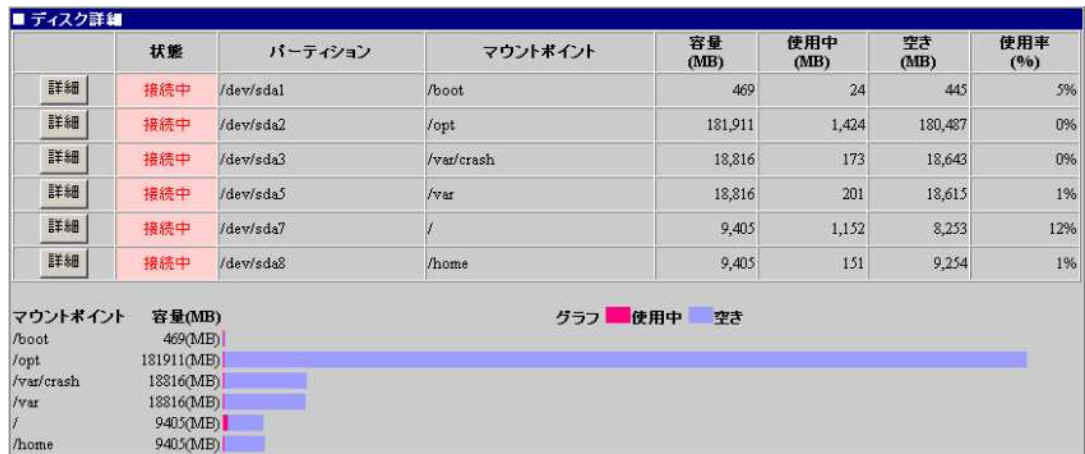 ■ ディスク詳細
状態 パーティション マウントポイント 容量(MB) 使用中(MB) 空き(MB) 使用率(%)
詳細 接続中 /dev/sda1 /boot 469 24 445 5%
詳細 接続中 /dev/sda2 /opt 181,911 1,424 180,487 0%
詳細 接続中 /dev/sda3 /var/crash 18,816 173 18,643 0%
詳細 接続中 /dev/sda5 /var 18,816 201 18,615 1%
詳細 接続中 /dev/sda7 / 9,405 1,152 8,253 12%
詳細 接続中 /dev/sda8 /home 9,405 151 9,254 1%
マウントポイント 容量(MB) グラフ 使用中 空き
/boot 469(MB)
/opt 181911(MB)
/var/crash 18816(MB)
/var 18816(MB)
/ 9405(MB)
/home 9405(MB)